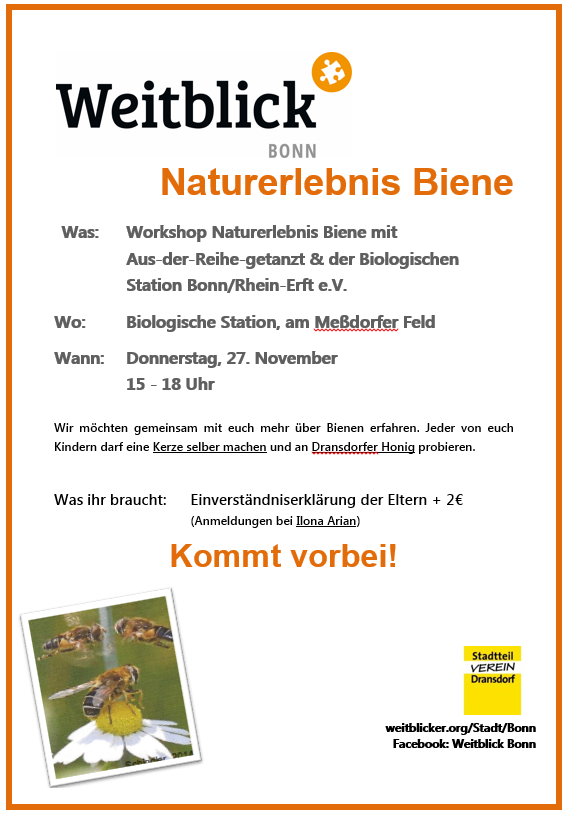 Weitblick
BONN
Naturerlebnis Biene
Was: Workshop Naturerlebnis Biene mit
Aus-der-Reihe-getanzt & der Biologischen
Station Bonn/Rhein-Erft e.V.
Wo: Biologische Station, am Meßdorfer Feld
Wann: Donnerstag, 27. November
15 - 18 Uhr
Wir möchten gemeinsam mit euch mehr über Bienen erfahren. Jeder von euch
Kindern darf eine Kerze selber machen und an Dransdorfer Honig probieren.
Was ihr braucht: Einverständniserklärung der Eltern + 2€
(Anmeldungen bei Ilona Arian)
Kommt vorbei!
2014
Stadtteil
VEREIN
Dransdorf
weitblicker.org/Stadt/Bonn
Facebook: Weitblick Bonn